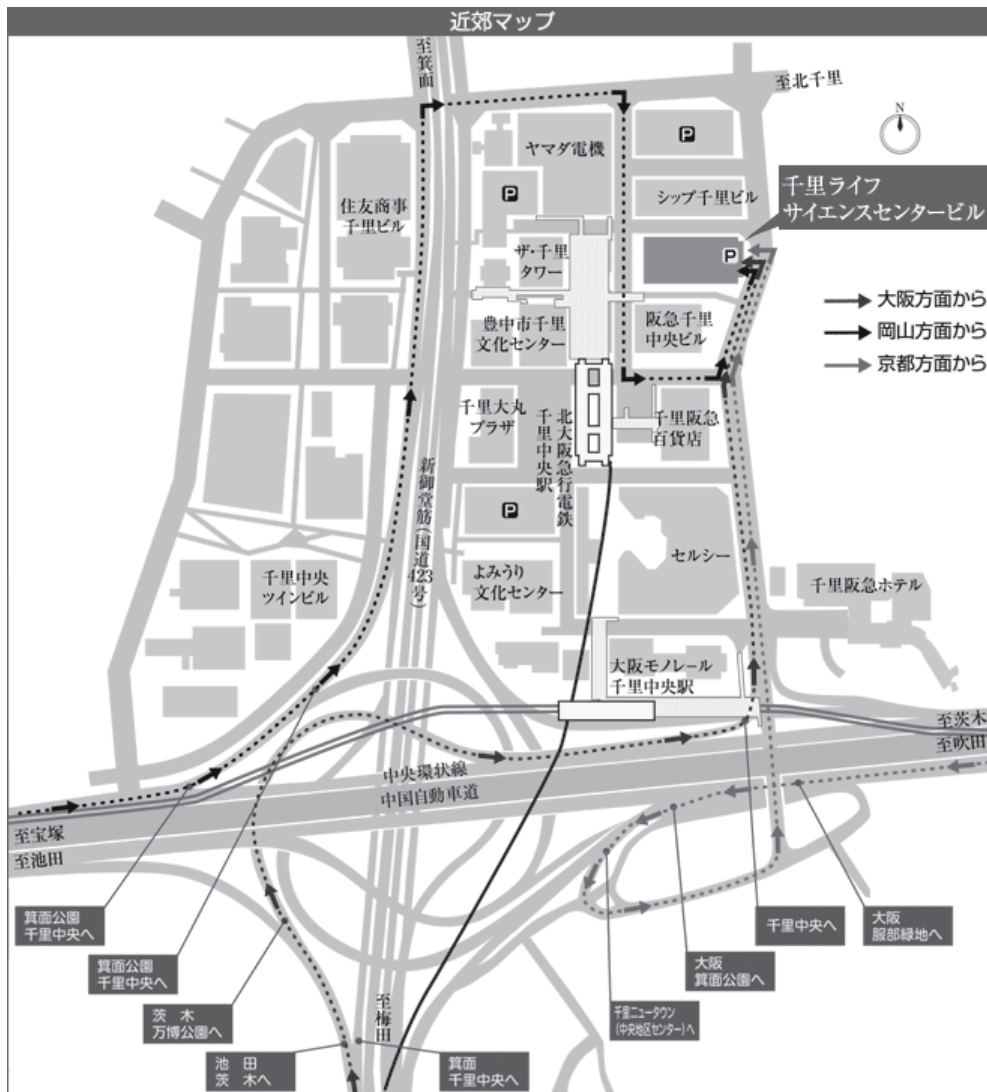 近郊マップ
至箕面
至北千里
N
P
ヤマダ電機
千里ライフ
サイエンスセンタービル
住友商事
千里ビル
P
シップ千里ビル
P
ザ・千里
タワー
大阪方面から
豊中市千里
文化センター
阪急千里
中央ビル
岡山方面から
京都方面から
千里大丸
プラザ
北大阪急行電鉄
千里中央駅
千里阪急
百貨店
新御堂筋(国道423号)
P
セルシー
千里中央
ツインビル
よみうり
文化センター
千里阪急ホテル
大阪モノレール
千里中央駅
至茨木
至吹田
中央環状線
中国自動車道
至宝塚
至池田
箕面公園
千里中央へ
千里中央へ
大阪
服部緑地へ
箕面公園
千里中央へ
大阪
箕面公園へ
茨木
万博公園へ
至梅田
千里ニュータウン
(中央地区センター)へ
池田
茨木へ
箕面
千里中央へ